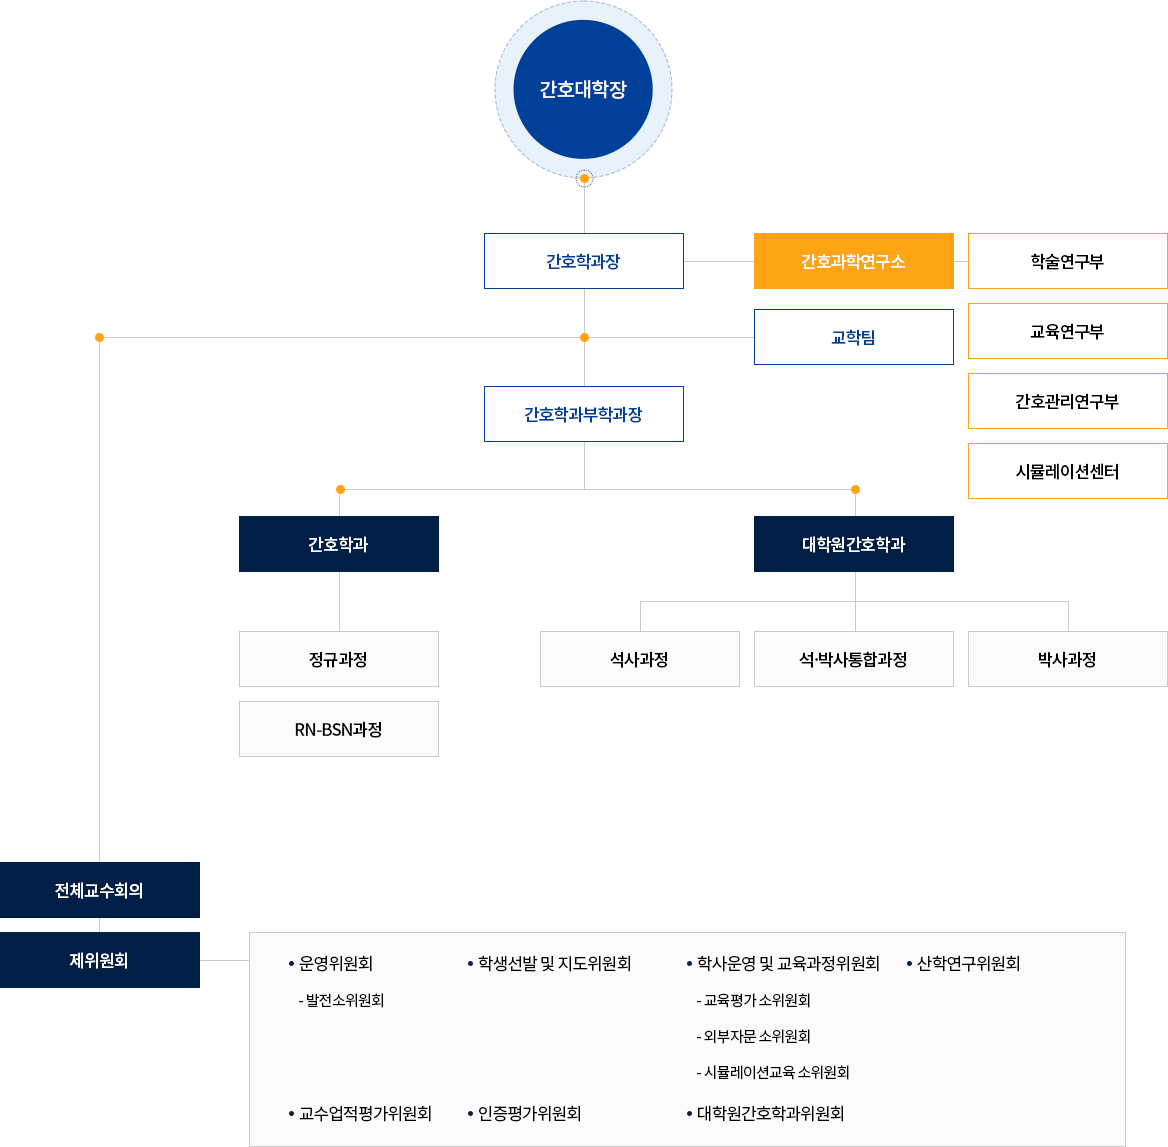 간호대학장
간호학과장
간호과학연구소
학술연구부
교학팀
교육연구부
간호학과부학과장
간호관리연구부
시뮬레이션센터
간호학과
대학원간호학과
정규과정
석사과정
석·박사통합과정
박사과정
RN-BSN과정
전체교수회의
제위원회
• 운영위원회
- 발전소위원회
• 학생선발 및 지도위원회
• 학사운영 및 교육과정위원회
- 교육평가 소위원회
- 외부자문 소위원회
- 시뮬레이션교육 소위원회
• 산학연구위원회
• 교수업적평가위원회
• 인증평가위원회
• 대학원간호학과위원회